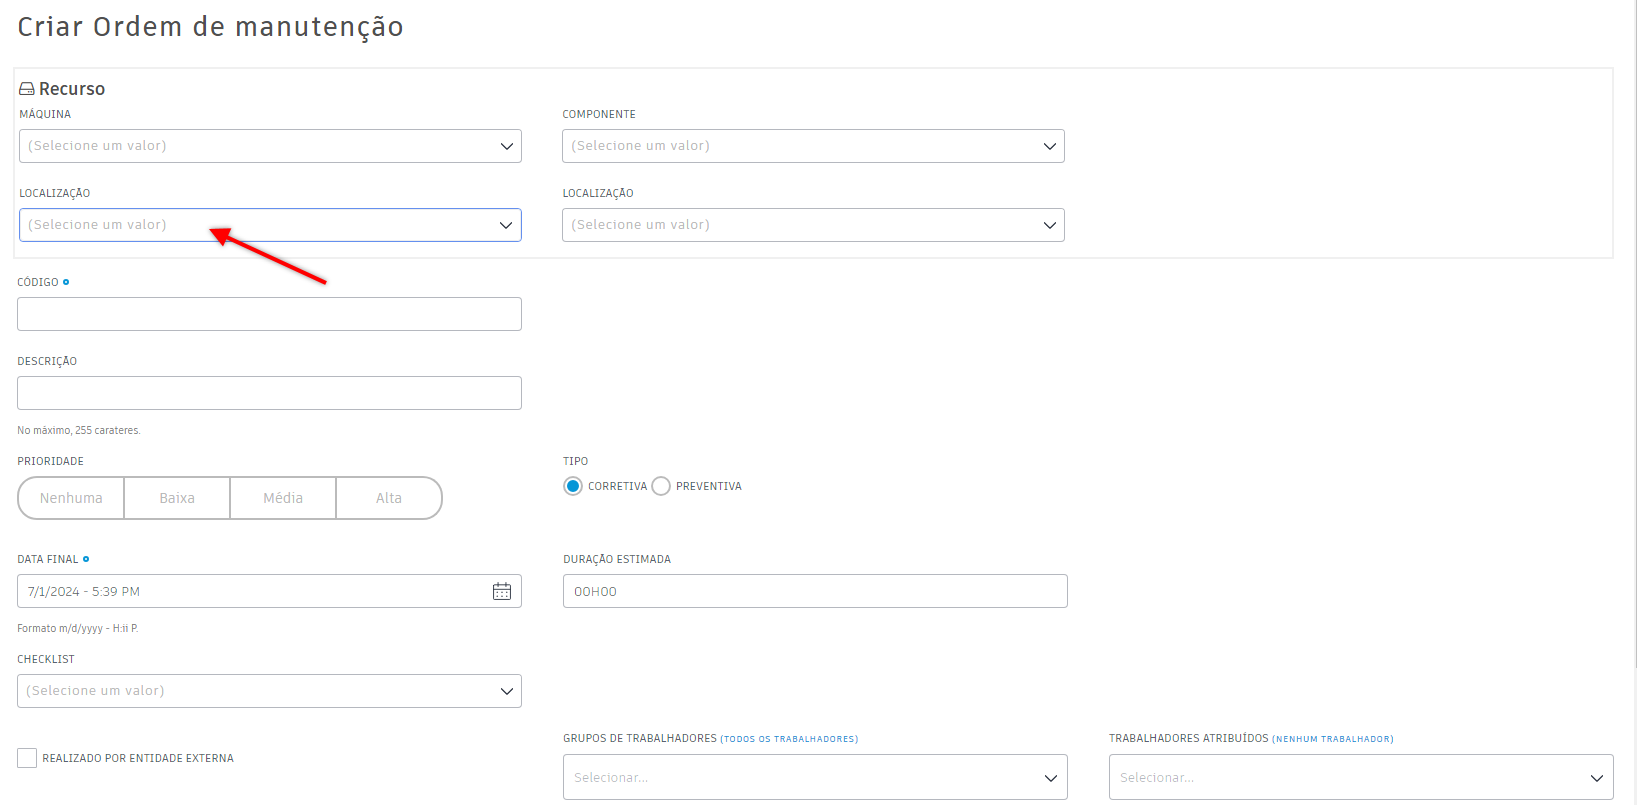 Criar Ordem de manutenção
Recurso
MÁQUINA
COMPONENTE
(Selecione um valor)
(Selecione um valor)
LOCALIZAÇÃO
LOCALIZAÇÃO
(Selecione um valor)
(Selecione um valor)
CÓDIGO
DESCRIÇÃO
No máximo, 255 carateres.
PRIORIDADE
TIPO
Nenhuma
Baixa
Média
Alta
CORRETIVA
PREVENTIVA
DATA FINAL
DURAÇÃO ESTIMADA
7/1/2024 - 5:39 PM
00H00
Formato m/d/yyyy - H:ii P.
CHECKLIST
(Selecione um valor)
GRUPOS DE TRABALHADORES (TODOS OS TRABALHADORES)
TRABALHADORES ATRIBUÍDOS (NENHUM TRABALHADOR)
REALIZADO POR ENTIDADE EXTERNA
Selecionar...
Selecionar...